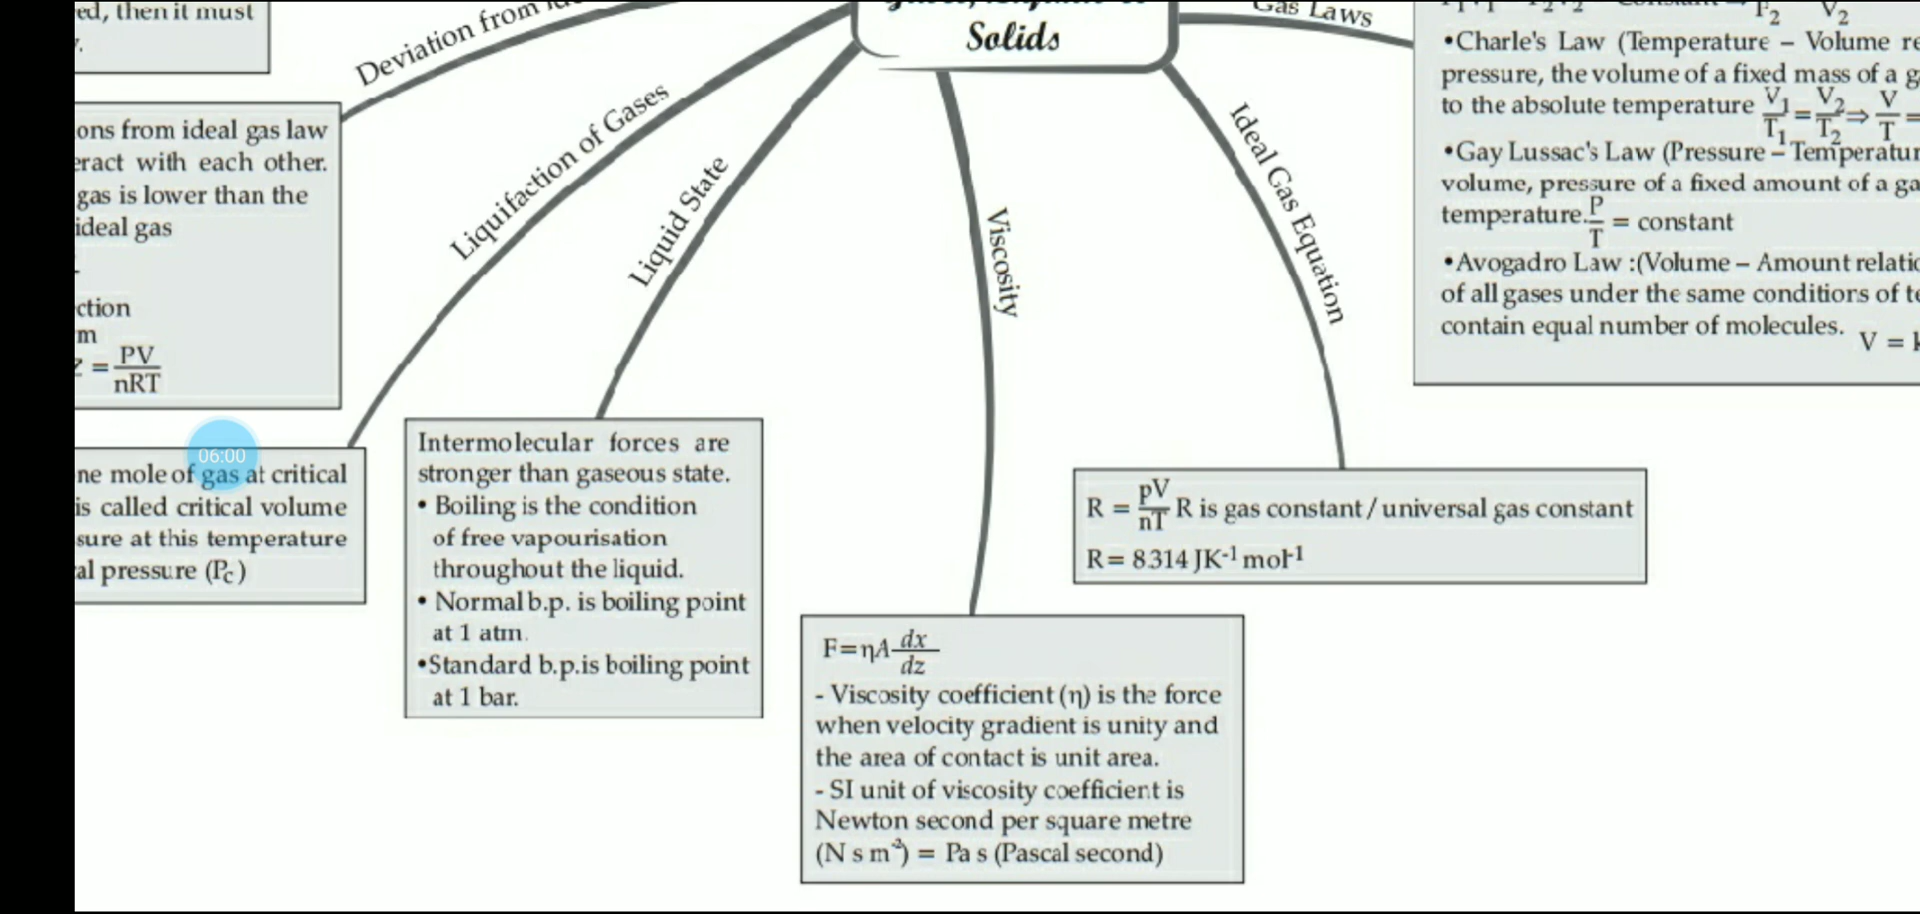 ed, then it must
Deviation from
Solids
Gas Laws
Liquifaction of Gases
Liquid State
Viscosity
Ideal Gas Equation
ons from ideal gas law
eract with each other.
gas is lower than the
ideal gas
ction
m
= PV/nRT
06:00
ne mole of gas at critical
is called critical volume
sure at this temperature
al pressure (Pc)
Intermolecular forces are
stronger than gaseous state.
• Boiling is the condition
of free vapourisation
throughout the liquid.
• Normal b.p. is boiling point
at 1 atm.
•Standard b.p.is boiling point
at 1 bar.
F=ηA dx/dz
- Viscosity coefficient (η) is the force
when velocity gradient is unity and
the area of contact is unit area.
- SI unit of viscosity coefficient is
Newton second per square metre
(N s m⁻²) = Pa s (Pascal second)
R = pV/nT R is gas constant / universal gas constant
R = 8314 JK⁻¹ mol⁻¹
•Charle's Law (Temperature – Volume re
pressure, the volume of a fixed mass of a g
to the absolute temperature V₁/T₁ = V₂/T₂ ⇒ V/T =
•Gay Lussac's Law (Pressure – Temperatur
volume, pressure of a fixed amount of a ga
temperature. P/T = constant
•Avogadro Law :(Volume – Amount relatio
of all gases under the same conditiors of te
contain equal number of molecules. V = k